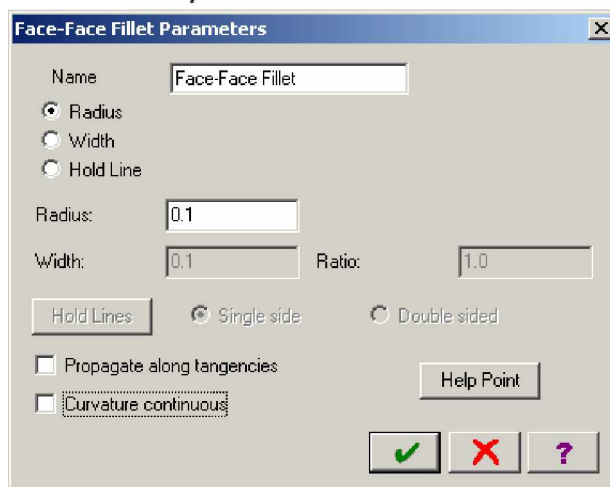 Face-Face Fillet Parameters
Name Face-Face Fillet
Radius
Width
Hold Line
Radius: 0.1
Width: 0.1 Ratio: 1.0
Hold Lines Single side Double sided
Propagate along tangencies
Help Point
Curvature continuous
?